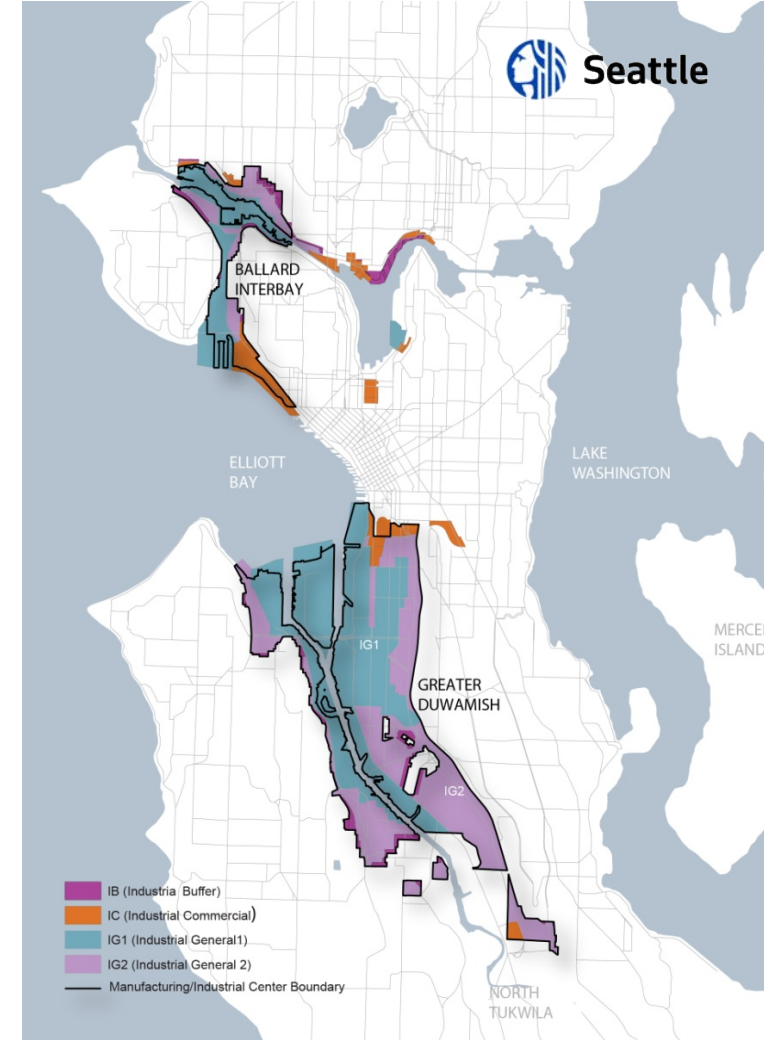 Seattle
BALLARD
INTERBAY
ELLIOTT
BAY
LAKE
WASHINGTON
MERCE
ISLAND
IG1
GREATER
DUWAMISH
IG2
IB (Industria Buffer)
IC (Industrial Commercial)
IG1 (Industrial General1)
IG2 (Industrial General 2)
Manufacturing/Industrial Center Boundary
NORTH
TUKWILA